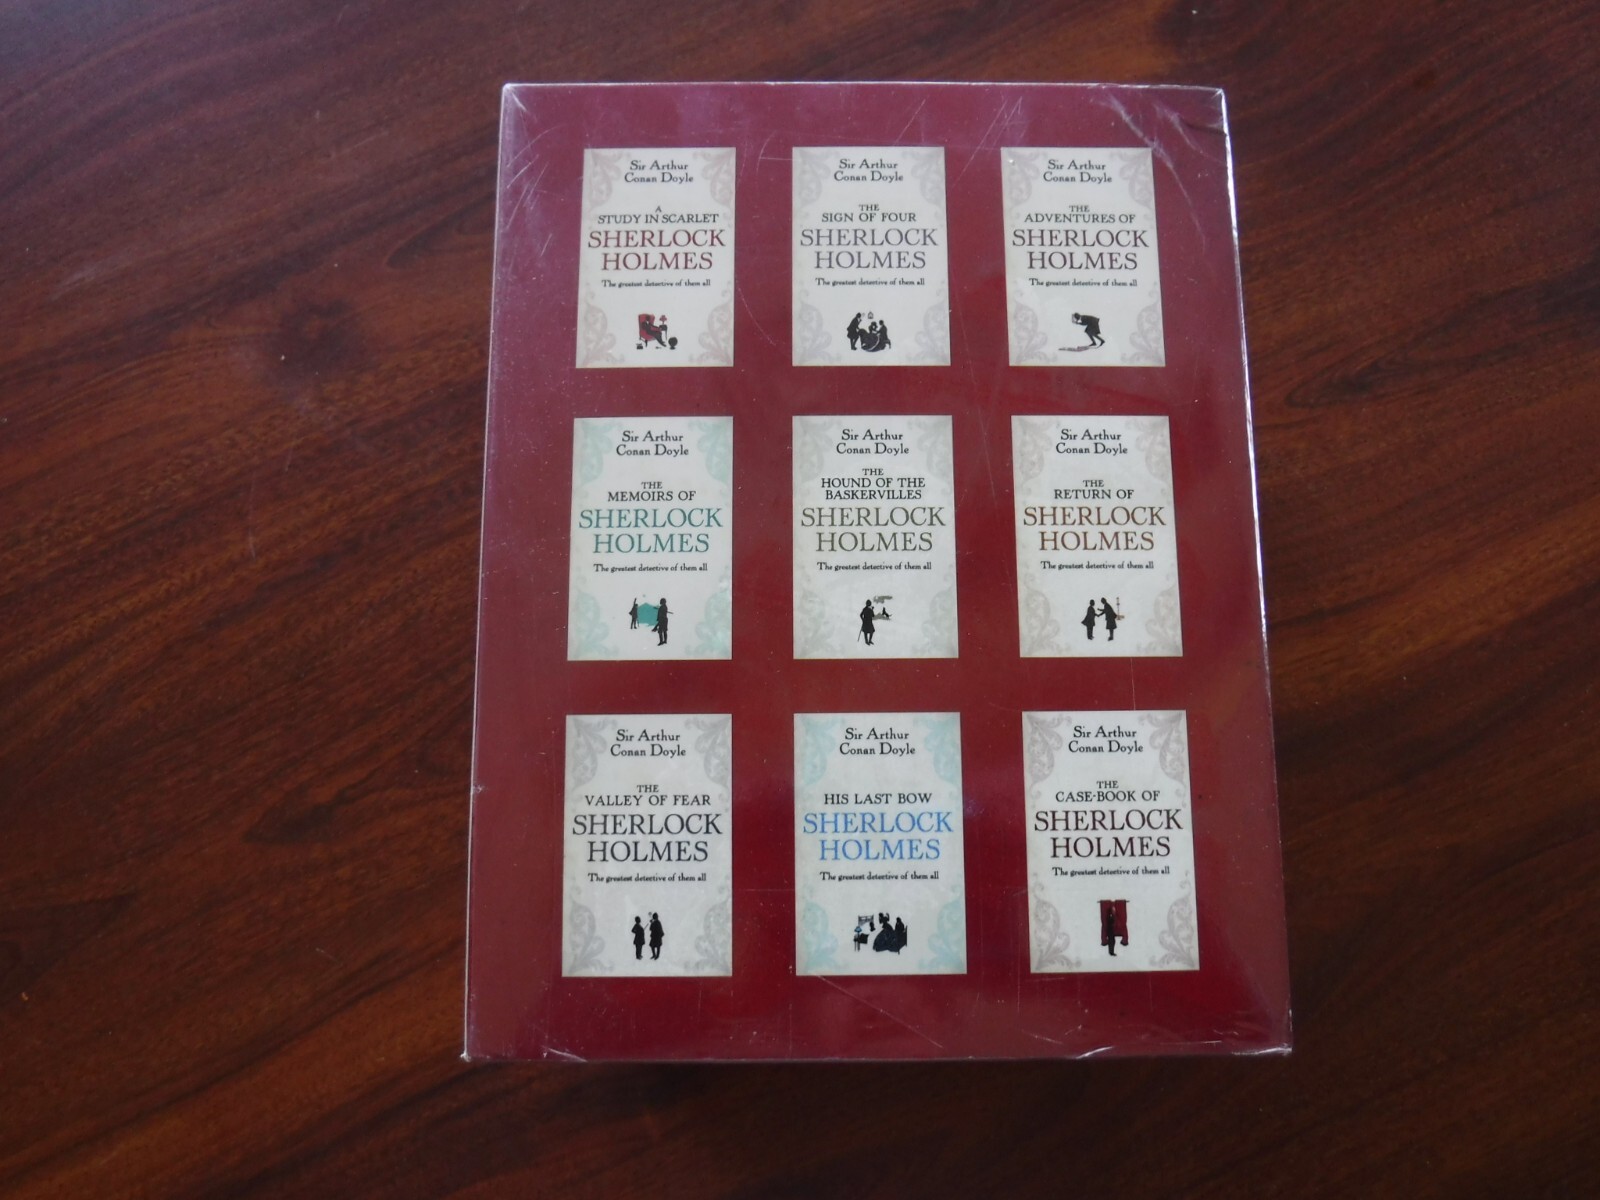 Sir Arthur
Conan Doyle
A
STUDY IN SCARLET
SHERLOCK
HOLMES
The greatest detective of them all
Sir Arthur
Conan Doyle
THE
SIGN OF FOUR
SHERLOCK
HOLMES
The greatest detective of them all
Sir Arthur
Conan Doyle
THE
ADVENTURES OF
SHERLOCK
HOLMES
The greatest detective of them all
Sir Arthur
Conan Doyle
THE
MEMOIRS OF
SHERLOCK
HOLMES
The greatest detective of them all
Sir Arthur
Conan Doyle
THE
HOUND OF THE
BASKERVILLES
SHERLOCK
HOLMES
The greatest detective of them all
Sir Arthur
Conan Doyle
THE
RETURN OF
SHERLOCK
HOLMES
The greatest detective of them all
Sir Arthur
Conan Doyle
THE
VALLEY OF FEAR
SHERLOCK
HOLMES
The greatest detective of them all
Sir Arthur
Conan Doyle
HIS LAST BOW
SHERLOCK
HOLMES
The greatest detective of them all
Sir Arthur
Conan Doyle
THE
CASE-BOOK OF
SHERLOCK
HOLMES
The greatest detective of them all